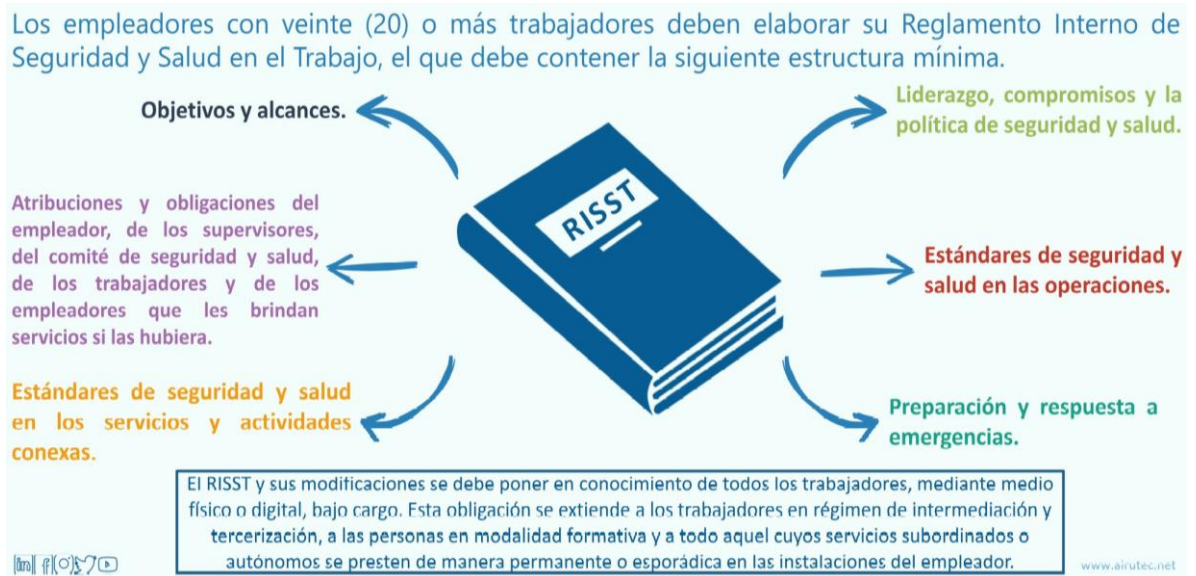 Los empleadores con veinte (20) o más trabajadores deben elaborar su Reglamento Interno de
Seguridad y Salud en el Trabajo, el que debe contener la siguiente estructura mínima.
Objetivos y alcances.
Liderazgo, compromisos y la
política de seguridad y salud.
Atribuciones y obligaciones del
empleador, de los supervisores,
del comité de seguridad y salud,
de los trabajadores y de los
empleadores que les brindan
servicios si las hubiera.
RISST
Estándares de seguridad y
salud en las operaciones.
Estándares de seguridad y salud
en los servicios y actividades
conexas.
Preparación y respuesta a
emergencias.
El RISST y sus modificaciones se debe poner en conocimiento de todos los trabajadores, mediante medio
físico o digital, bajo cargo. Esta obligación se extiende a los trabajadores en régimen de intermediación y
tercerización, a las personas en modalidad formativa y a todo aquel cuyos servicios subordinados o
autónomos se presten de manera permanente o esporádica en las instalaciones del empleador.
www.airutec.net